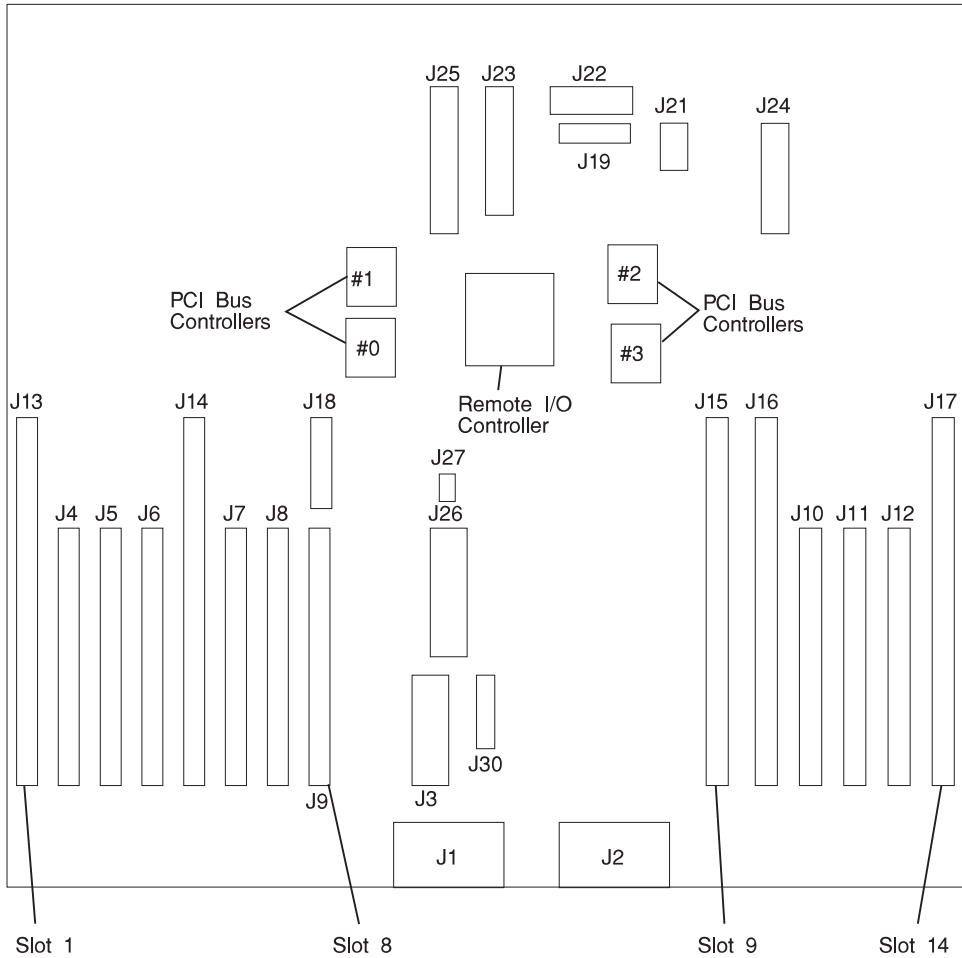 J25
J23
J22
J21
J24
J19
#1
#2
PCI Bus
Controllers
PCI Bus
Controllers
#0
#3
J13
J14
J18
Remote I/O
Controller
J15
J16
J17
J27
J4
J5
J6
J7
J8
J26
J10
J11
J12
J30
J9
J3
J1
J2
Slot 1
Slot 8
Slot 9
Slot 14